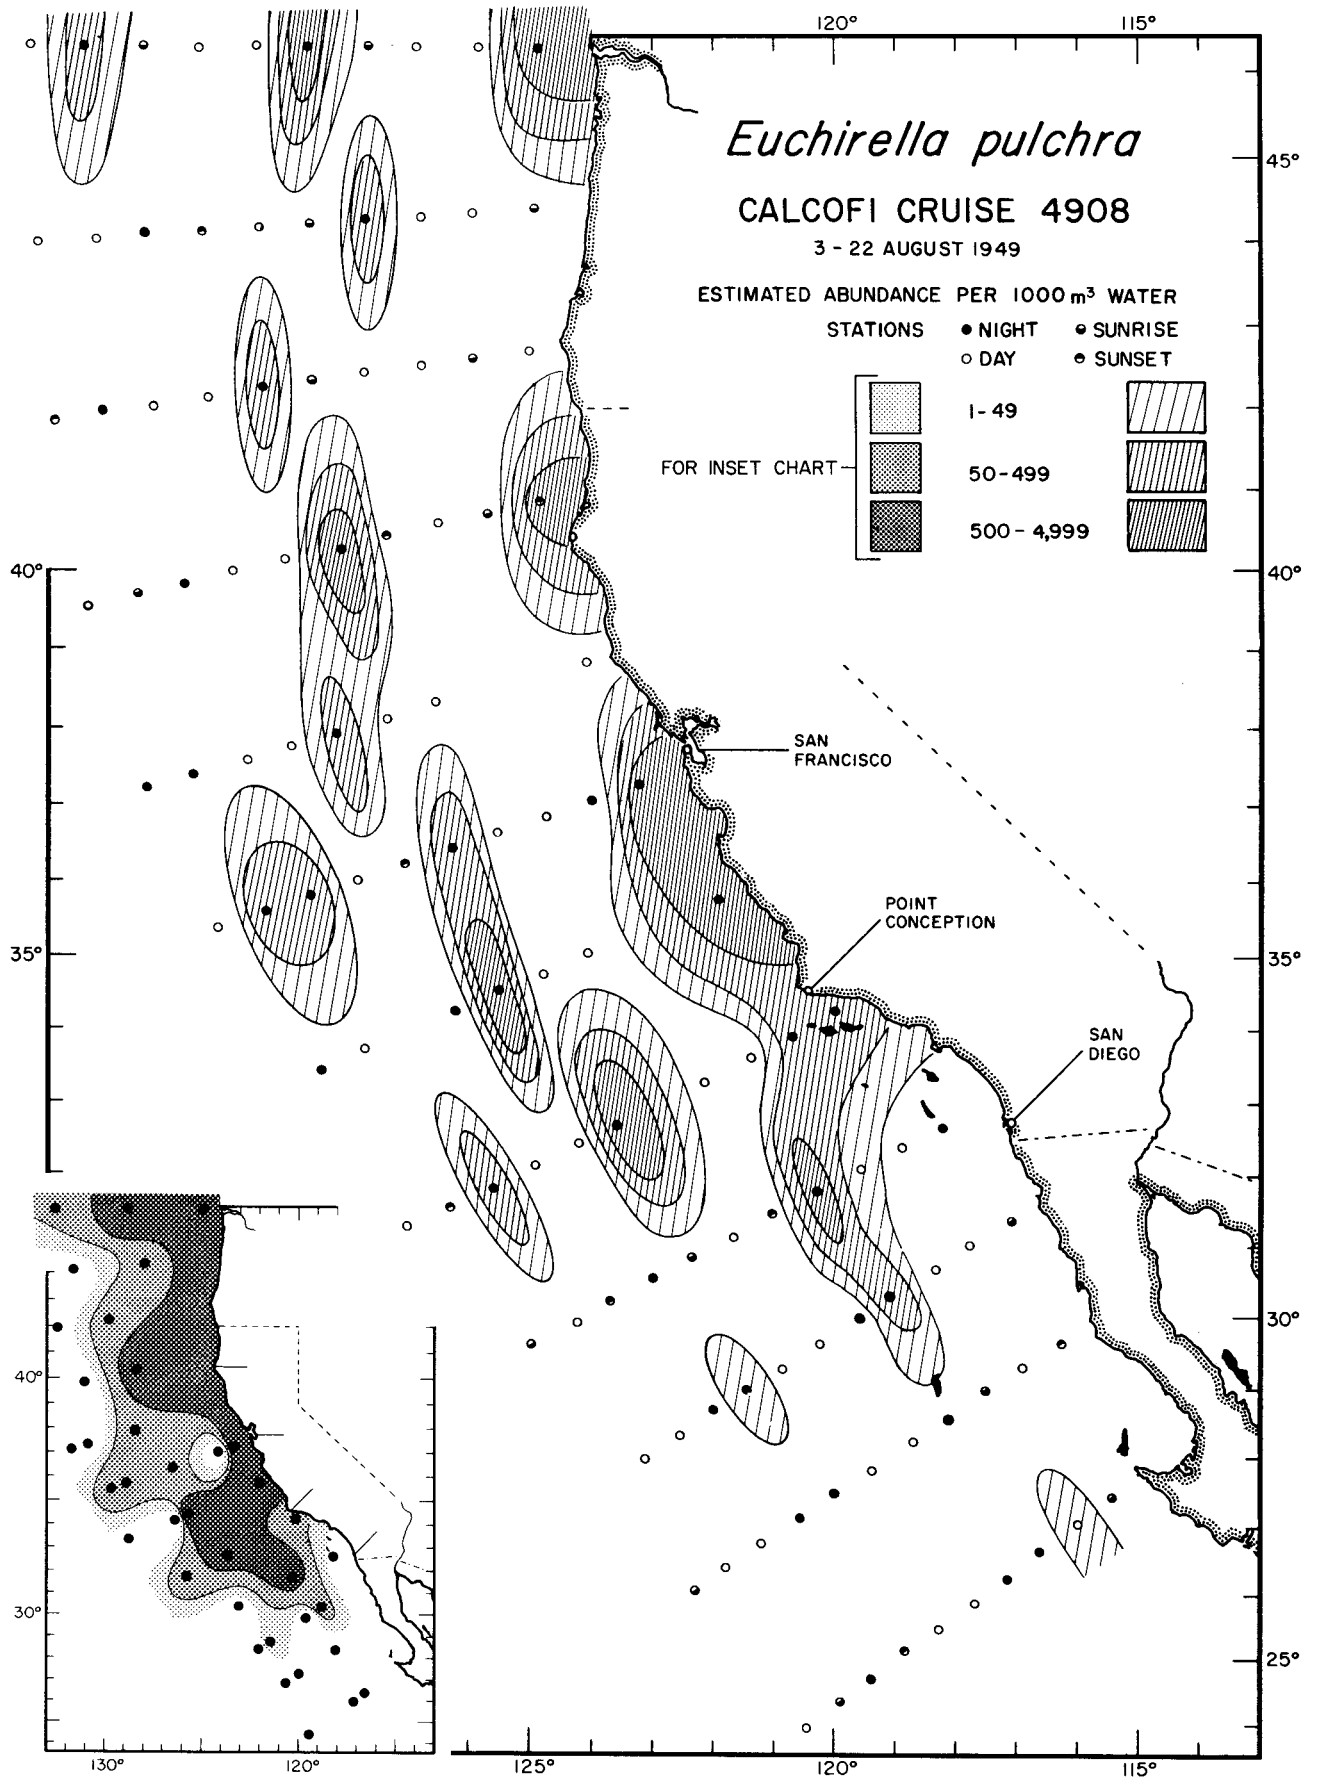 120° 115°
Euchirella pulchra
45°
CALCOFI CRUISE 4908
3 - 22 AUGUST 1949
ESTIMATED ABUNDANCE PER 1000 m³ WATER
STATIONS ● NIGHT SUNRISE
○ DAY SUNSET
1 - 49
FOR INSET CHART
50 - 499
500 - 4,999
40° 40°
SAN
FRANCISCO
POINT
CONCEPTION
35° 35°
SAN
DIEGO
30°
40°
30°
25°
130° 120° 125° 120° 115°